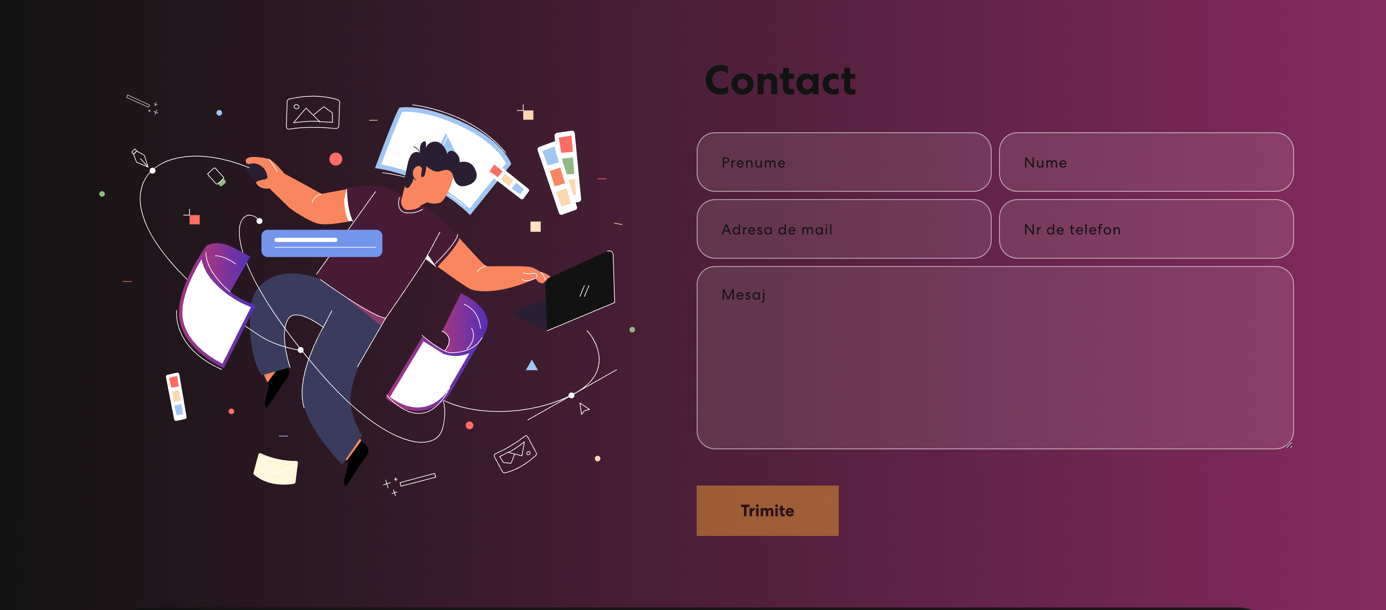 Contact
Prenume
Nume
Adresa de mail
Nr de telefon
Mesaj
Trimite